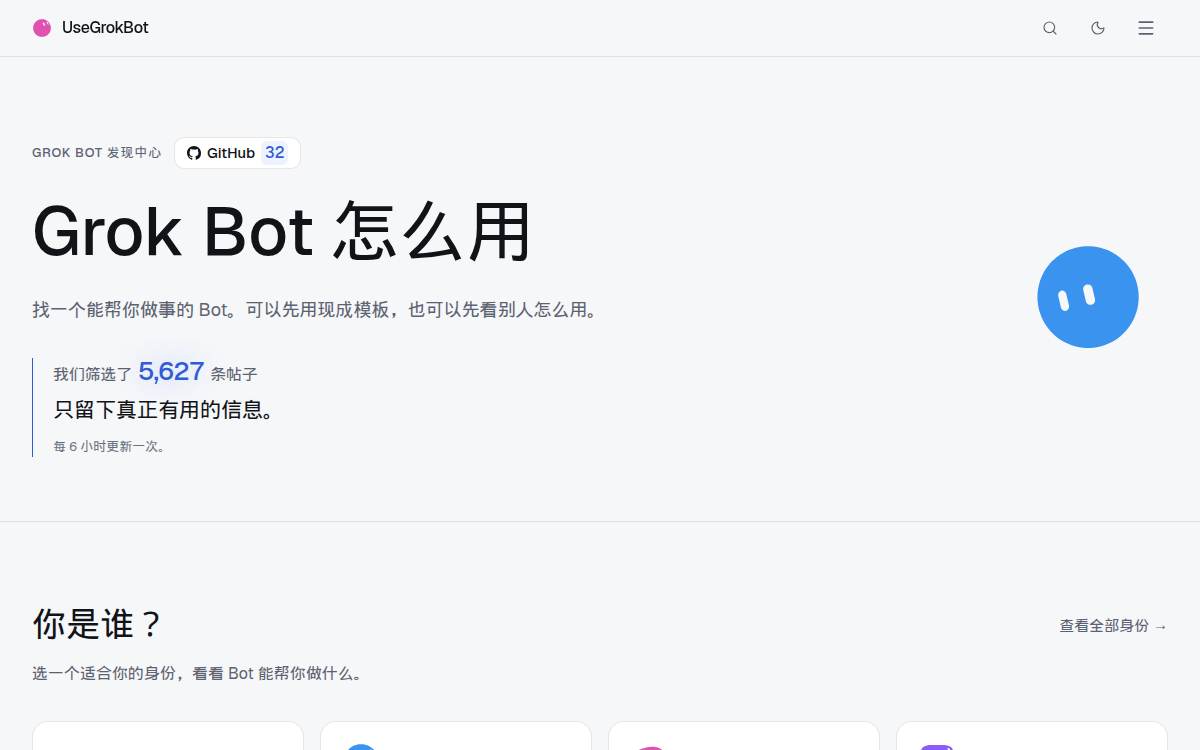 UseGrokBot
GROK BOT 发现中心
GitHub 32
Grok Bot 怎么用
找一个能帮你做事的 Bot。可以先用现成模板，也可以先看别人怎么用。
我们筛选了 5,627 条帖子
只留下真正有用的信息。
每 6 小时更新一次。
你是谁？
查看全部身份 →
选一个适合你的身份，看看 Bot 能帮你做什么。